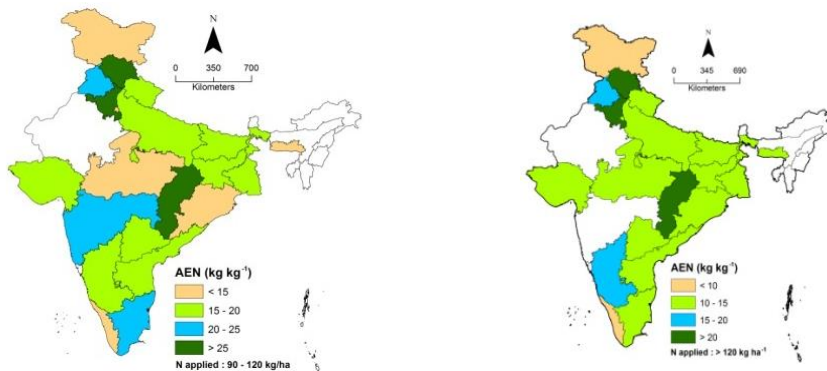 N
0 350 700
Kilometers
AEN (kg kg⁻¹)
< 15
15 - 20
20 - 25
> 25
N applied : 90 - 120 kg/ha
N
0 345 690
Kilometers
AEN (kg kg⁻¹)
< 10
10 - 15
15 - 20
> 20
N applied : > 120 kg ha⁻¹